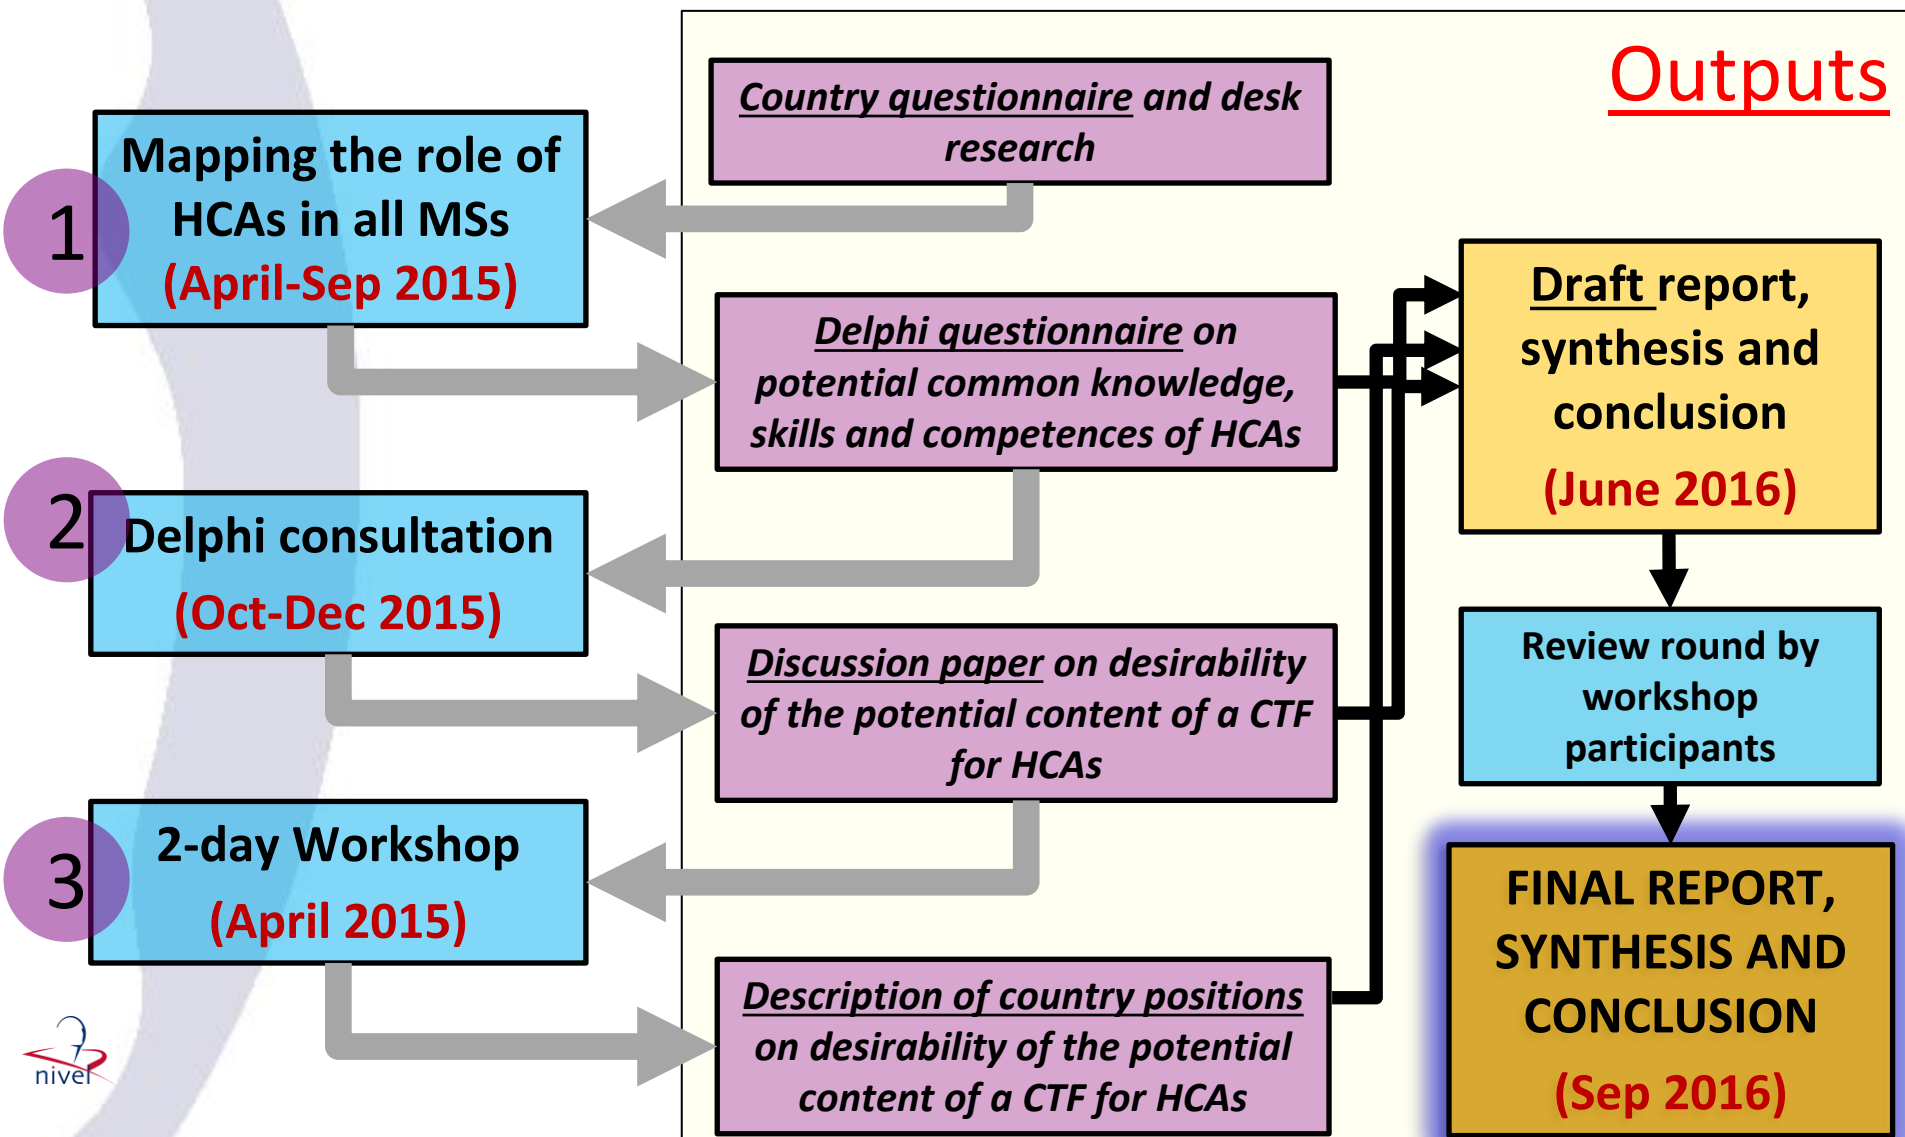 Outputs
1
Mapping the role of
HCAs in all MSs
(April-Sep 2015)
Country questionnaire and desk
research
Delphi questionnaire on
potential common knowledge,
skills and competences of HCAs
2
Delphi consultation
(Oct-Dec 2015)
Discussion paper on desirability
of the potential content of a CTF
for HCAs
3
2-day Workshop
(April 2015)
Description of country positions
on desirability of the potential
content of a CTF for HCAs
Draft report,
synthesis and
conclusion
(June 2016)
Review round by
workshop
participants
FINAL REPORT,
SYNTHESIS AND
CONCLUSION
(Sep 2016)
nivel